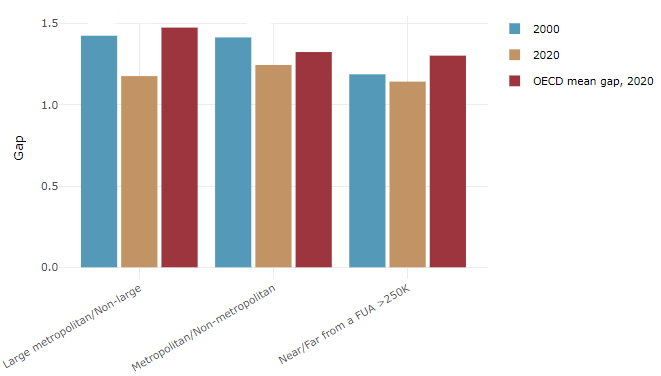 1.5
1.0
0.5
0.0
Gap
Large metropolitan/Non-large
Metropolitan/Non-metropolitan
Near/Far from a FUA >250K
2000
2020
OECD mean gap, 2020